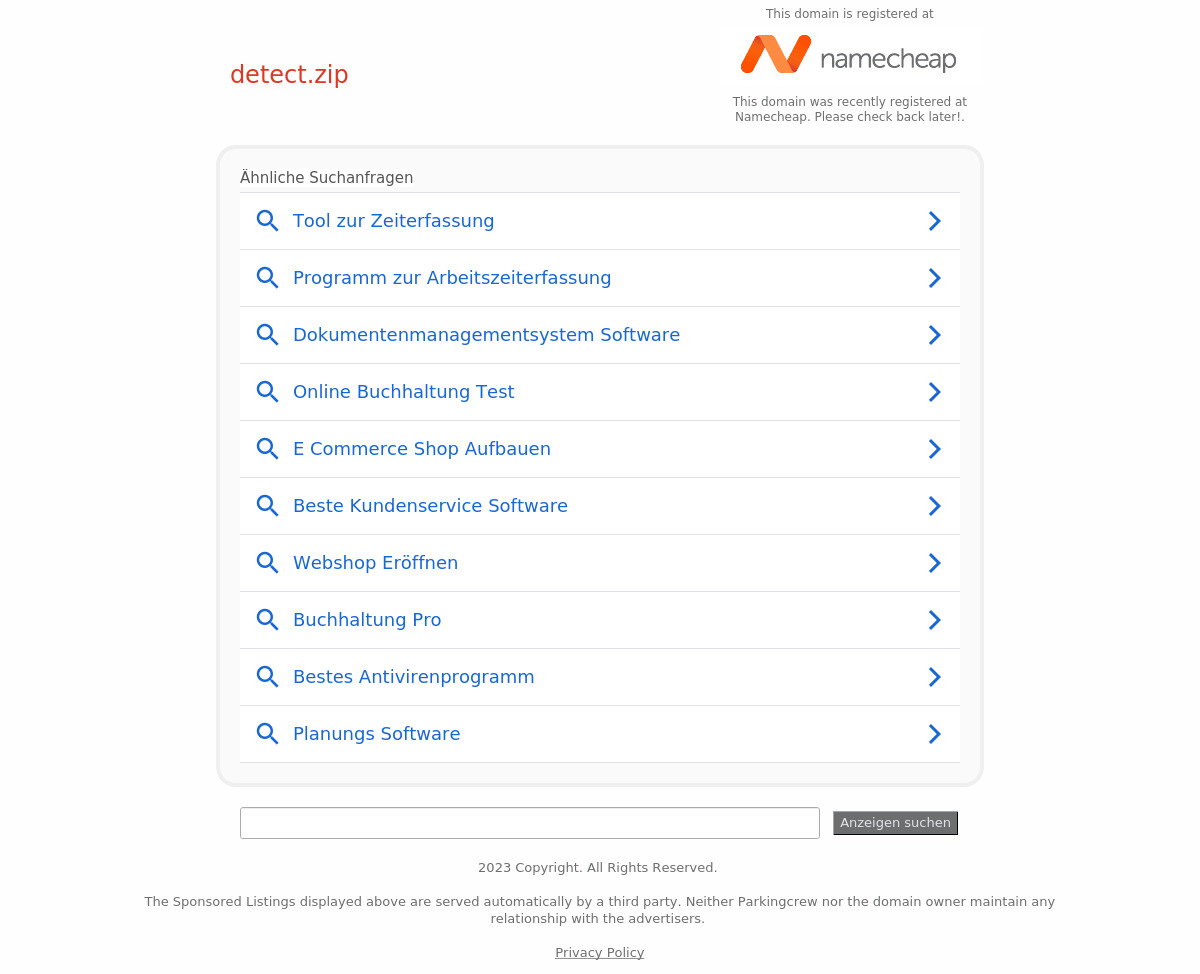 This domain is registered at
namecheap
detect.zip
This domain was recently registered at
Namecheap. Please check back later!.
Ähnliche Suchanfragen
Tool zur Zeiterfassung
Programm zur Arbeitszeiterfassung
Dokumentenmanagementsystem Software
Online Buchhaltung Test
E Commerce Shop Aufbauen
Beste Kundenservice Software
Webshop Eröffnen
Buchhaltung Pro
Bestes Antivirenprogramm
Planungs Software
Anzeigen suchen
2023 Copyright. All Rights Reserved.
The Sponsored Listings displayed above are served automatically by a third party. Neither Parkingcrew nor the domain owner maintain any
relationship with the advertisers.
Privacy Policy